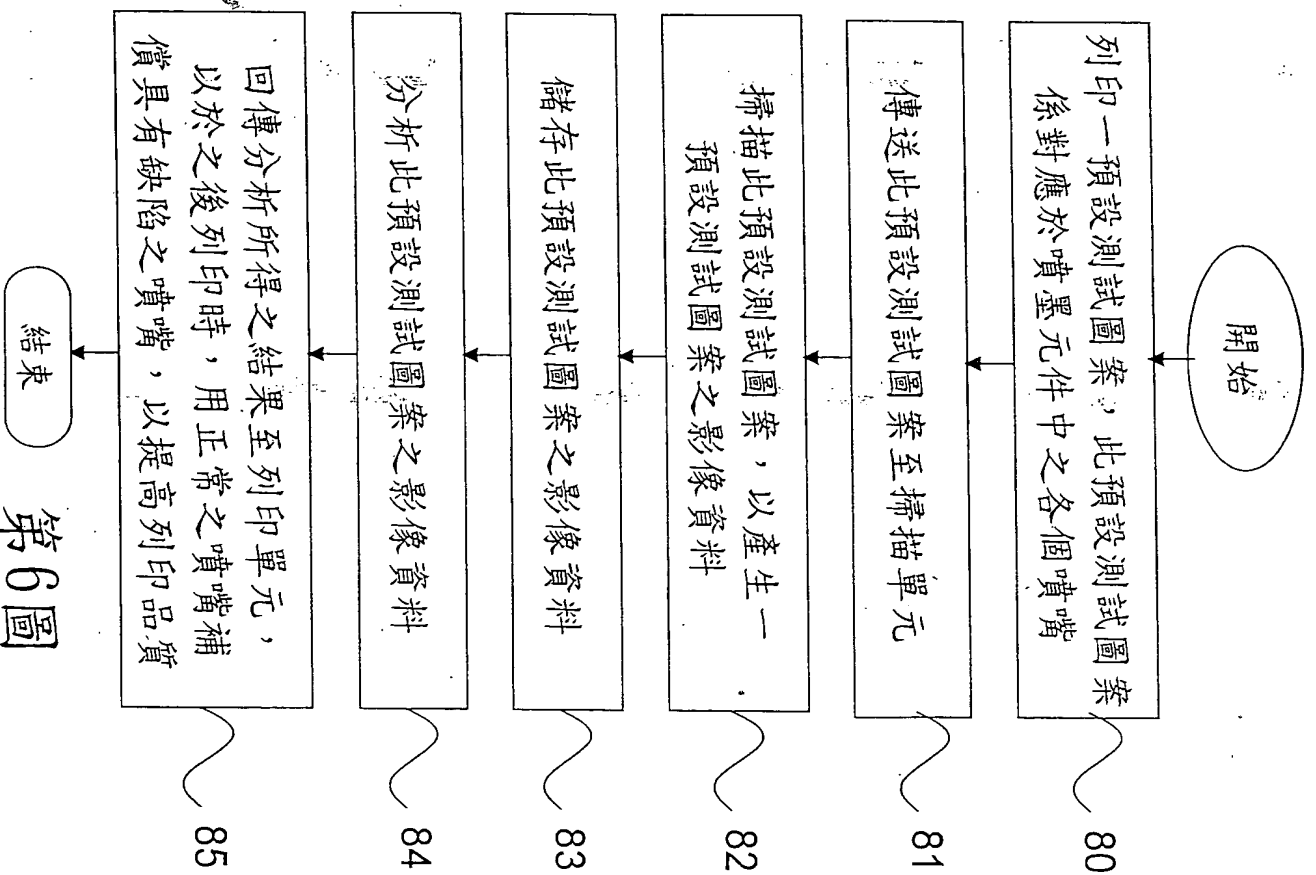 開始
列印一預設測試圖案，此預設測試圖案
係對應於噴墨元件中之各個噴嘴
80
傳送此預設測試圖案至掃描單元
81
掃描此預設測試圖案，以產生一
預設測試圖案之影像資料
82
儲存此預設測試圖案之影像資料
83
分析此預設測試圖案之影像資料
84
回傳分析所得之結果至列印單元，
以於之後列印時，用正常之噴嘴補
償具有缺陷之噴嘴，以提高列印品質
85
結束
第6圖